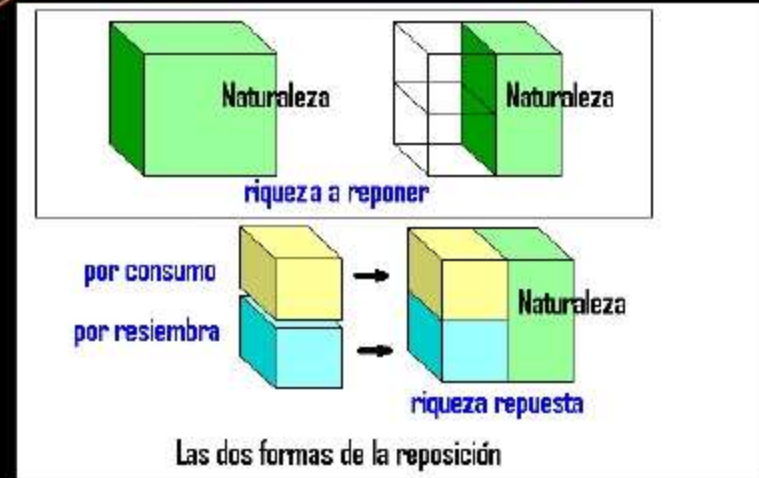 Naturaleza
Naturaleza
riqueza a reponer
por consumo
por resiembra
Naturaleza
riqueza repuesta
Las dos formas de la reposición